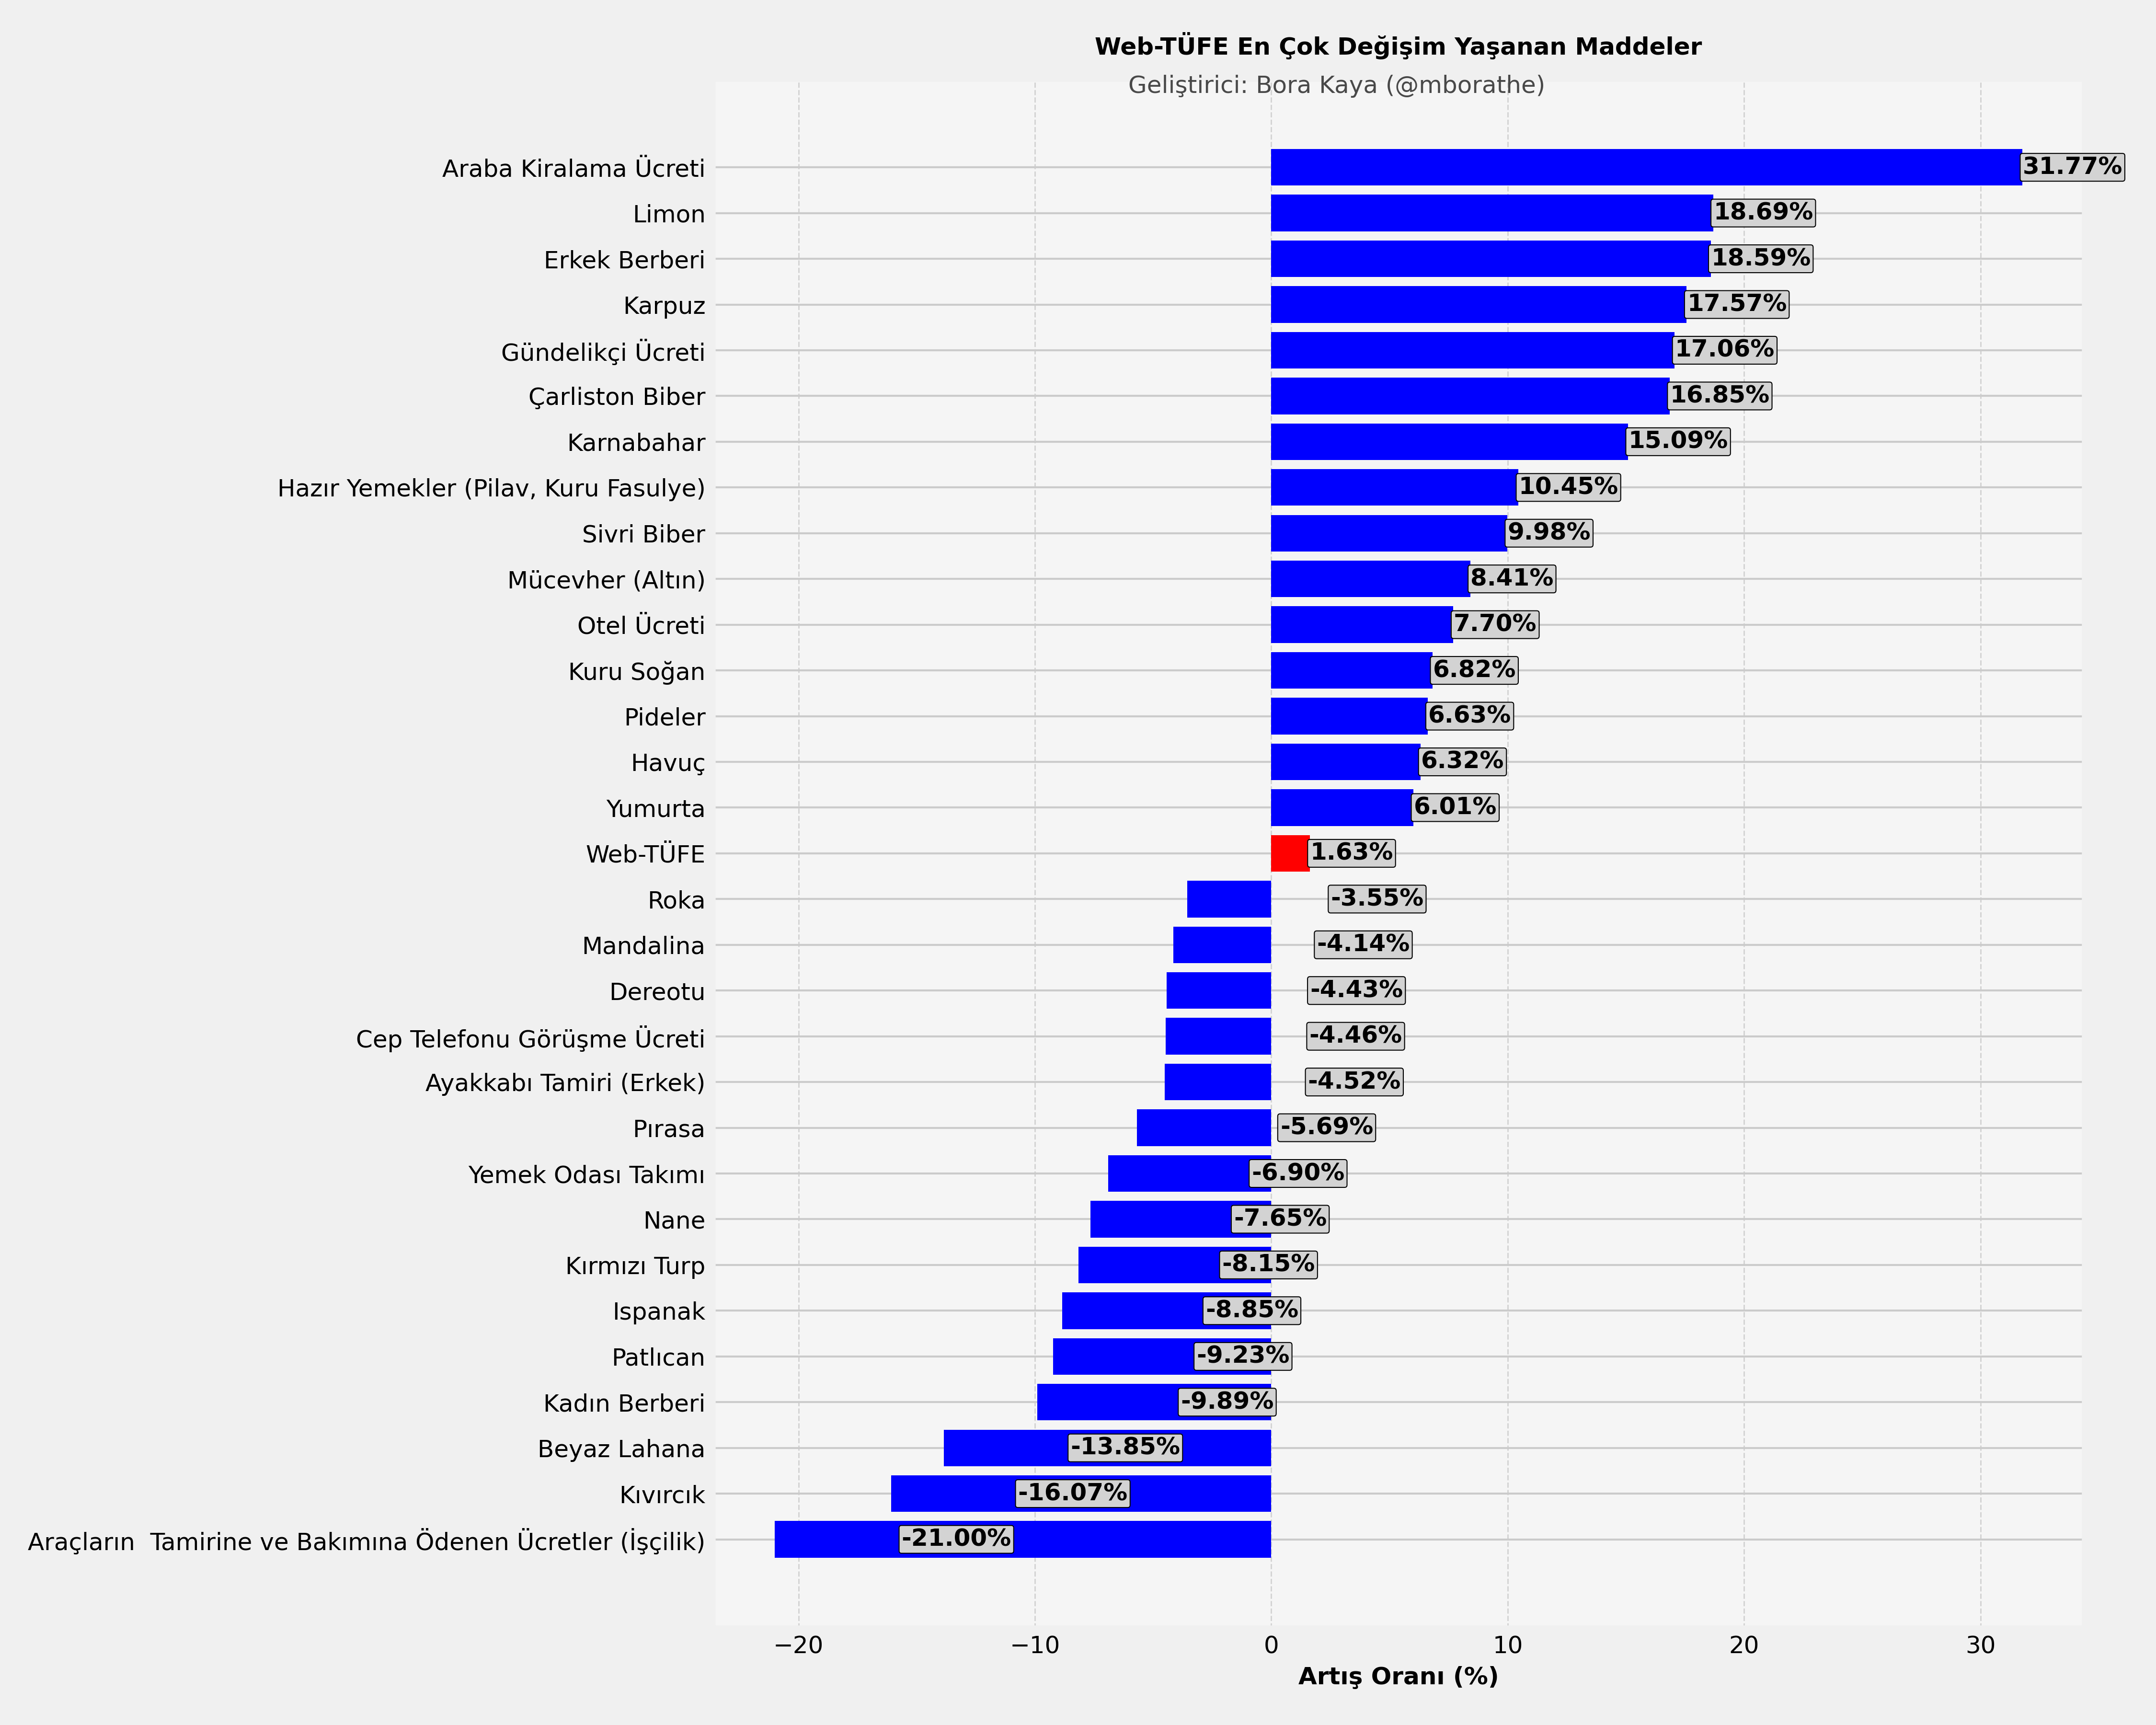 Web-TÜFE En Çok Değişim Yaşanan Maddeler
Geliştirici: Bora Kaya (@mborathe)
Araba Kiralama Ücreti 31.77%
Limon 18.69%
Erkek Berberi 18.59%
Karpuz 17.57%
Gündelikçi Ücreti 17.06%
Çarliston Biber 16.85%
Karnabahar 15.09%
Hazır Yemekler (Pilav, Kuru Fasulye) 10.45%
Sivri Biber 9.98%
Mücevher (Altın) 8.41%
Otel Ücreti 7.70%
Kuru Soğan 6.82%
Pideler 6.63%
Havuç 6.32%
Yumurta 6.01%
Web-TÜFE 1.63%
Roka -3.55%
Mandalina -4.14%
Dereotu -4.43%
Cep Telefonu Görüşme Ücreti -4.46%
Ayakkabı Tamiri (Erkek) -4.52%
Pırasa -5.69%
Yemek Odası Takımı -6.90%
Nane -7.65%
Kırmızı Turp -8.15%
Ispanak -8.85%
Patlıcan -9.23%
Kadın Berberi -9.89%
Beyaz Lahana -13.85%
Kıvırcık -16.07%
Araçların  Tamirine ve Bakımına Ödenen Ücretler (İşçilik) -21.00%
−20 −10 0 10 20 30
Artış Oranı (%)